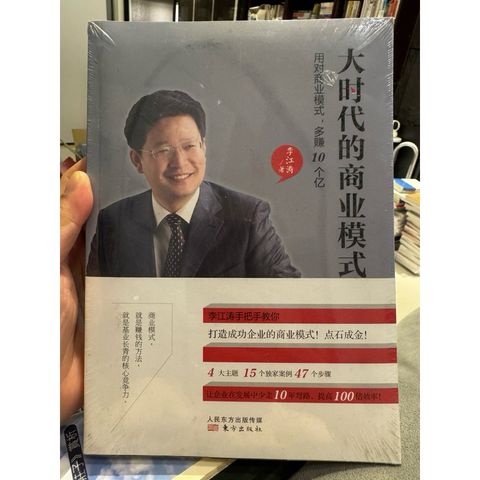 大时代的商业模式
用对商业模式，多赚10个亿
李江涛
著
商业模式，
就是赚钱的方法，
就是基业长青的核心竞争力。
李江涛手把手教你
打造成功企业的商业模式！点石成金！
4大主题 15个独家案例 47个步骤
让企业在发展中少走10年弯路，提高100倍效率！
人民东方出版传媒
东方出版社